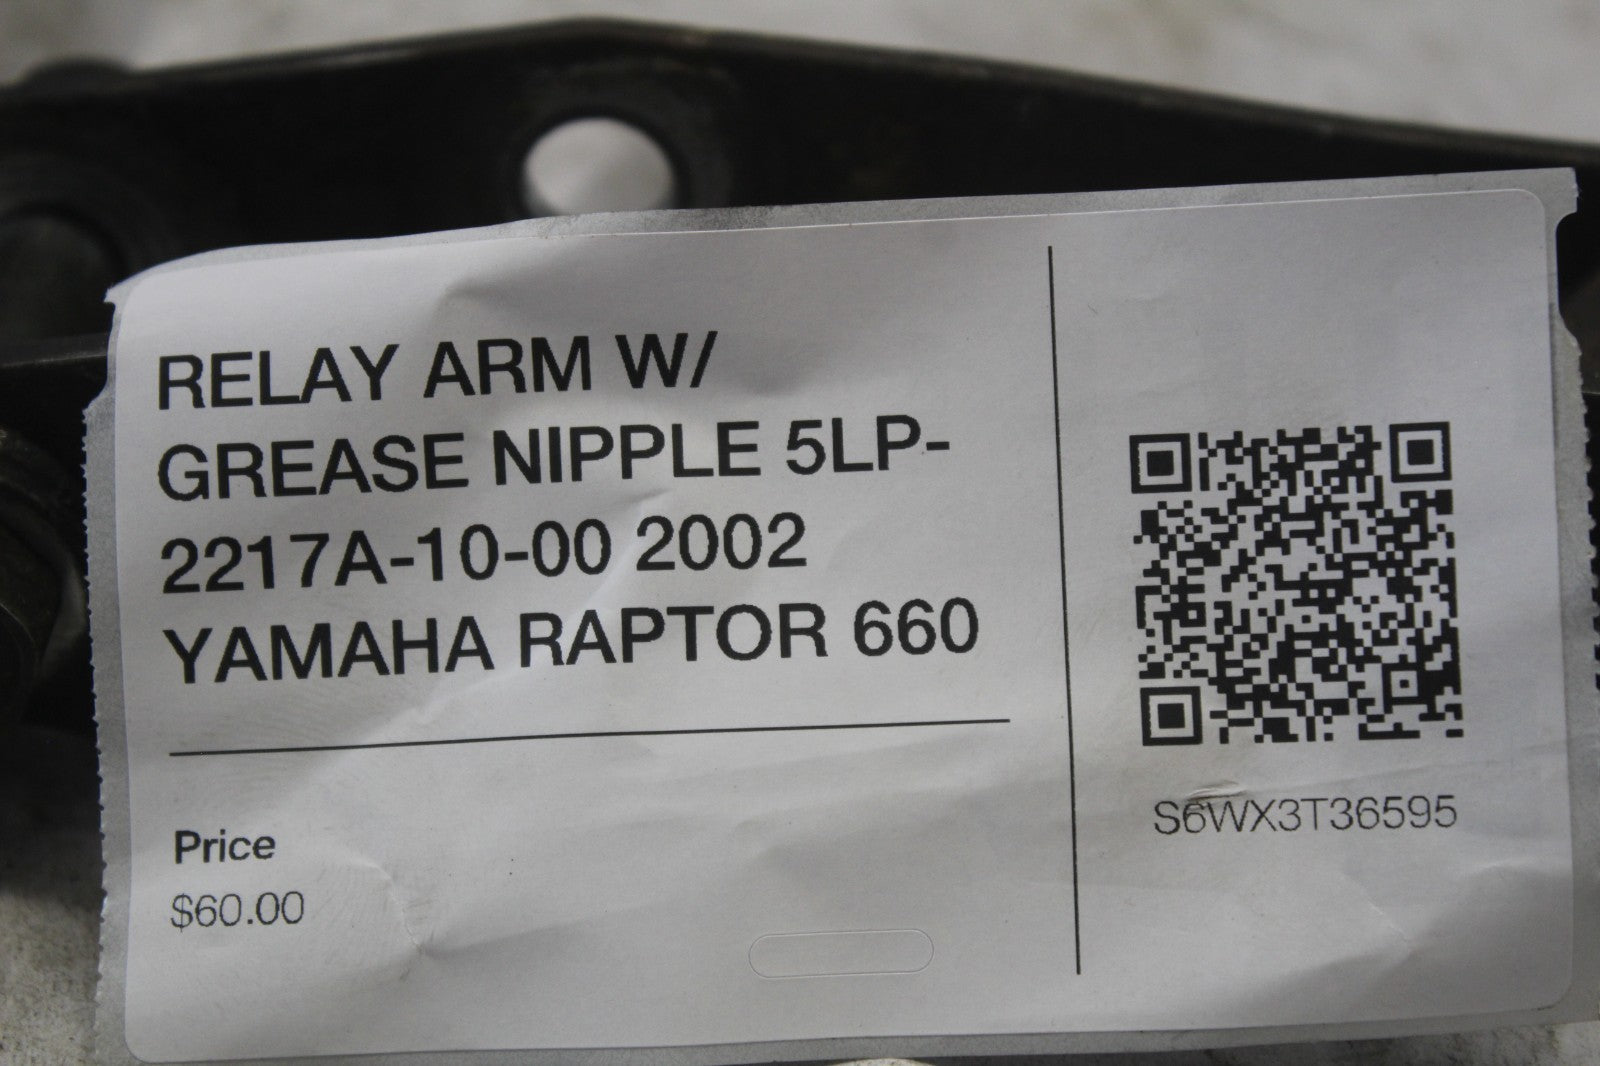 RELAY ARM W/
GREASE NIPPLE 5LP-
2217A-10-00 2002
YAMAHA RAPTOR 660
Price
$60.00
S6WX3T36595